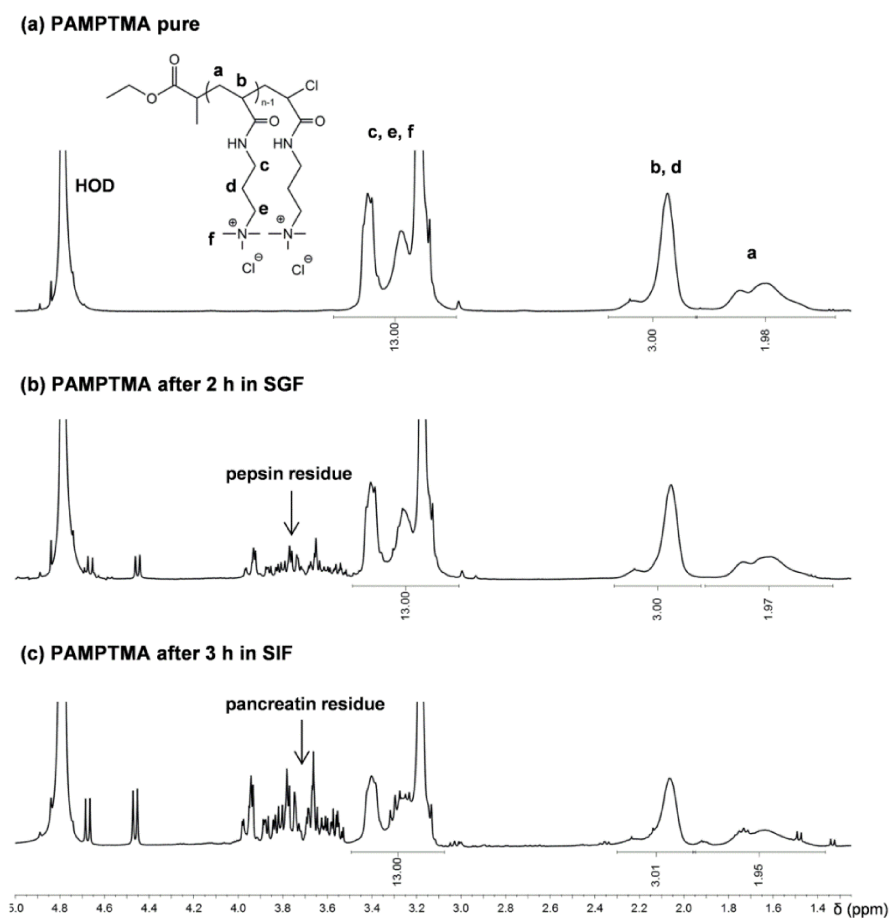 (a) PAMPTMA pure
a
b
O
O
Cl
n-1
O
O
HN
HN
c
d
e
f
N
⊕
N
⊕
Cl⊖
Cl⊖
HOD
c, e, f
b, d
a
13.00
3.00
1.98
(b) PAMPTMA after 2 h in SGF
pepsin residue
13.00
3.00
1.97
(c) PAMPTMA after 3 h in SIF
pancreatin residue
13.00
3.01
1.95
5.0 4.8 4.6 4.4 4.2 4.0 3.8 3.6 3.4 3.2 3.0 2.8 2.6 2.4 2.2 2.0 1.8 1.6 1.4 δ (ppm)